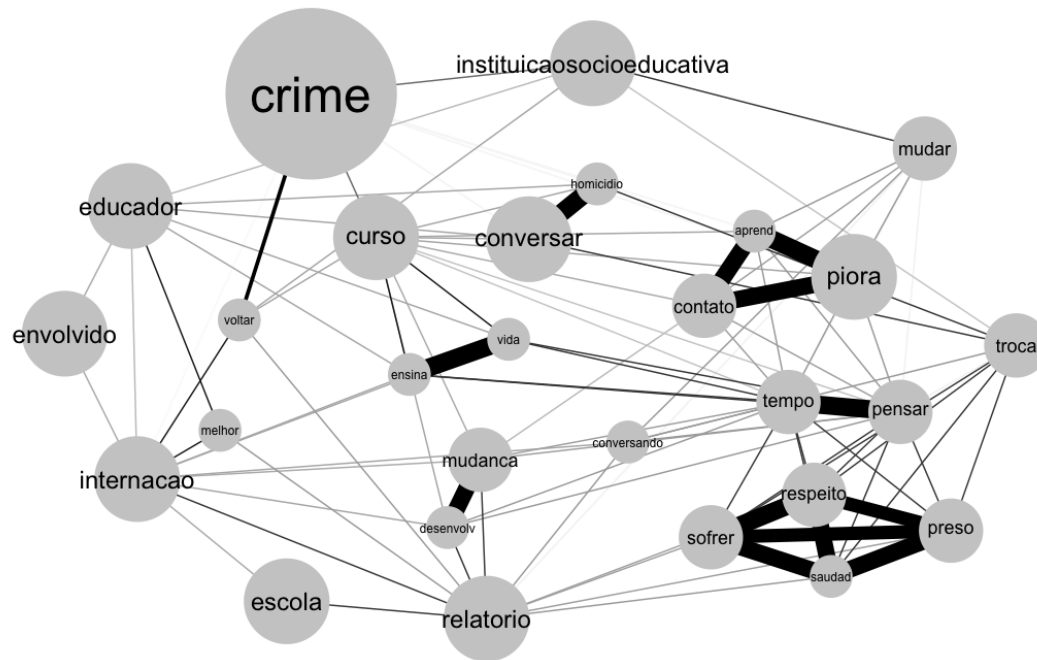 crime
instituicaosocioeducativa
mudar
homicidio
educador
curso
conversar
aprend
piora
contato
envolvido
voltar
vida
troca
ensina
tempo
pensar
melhor
mudanca
conversando
internacao
respeito
desenvolv
sofrer
preso
saudad
escola
relatorio